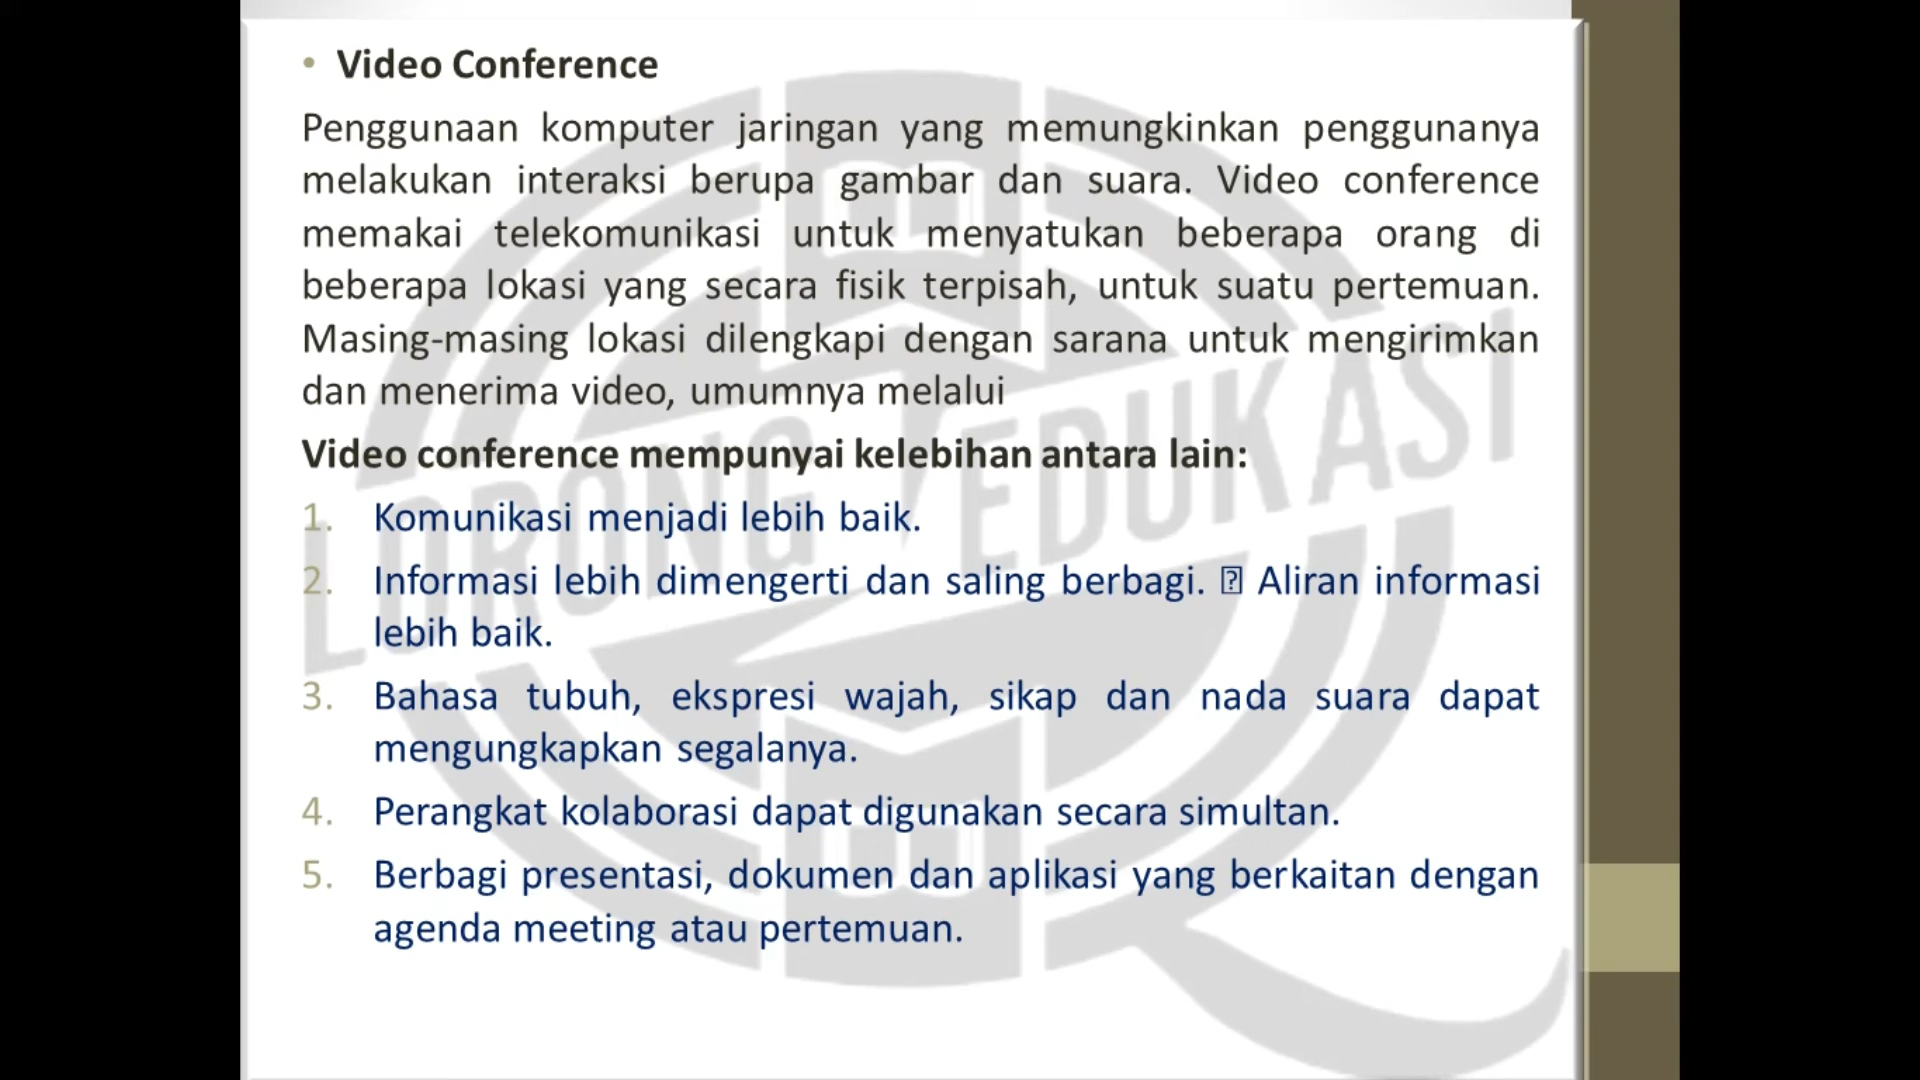 • Video Conference
Penggunaan komputer jaringan yang memungkinkan penggunanya
melakukan interaksi berupa gambar dan suara. Video conference
memakai telekomunikasi untuk menyatukan beberapa orang di
beberapa lokasi yang secara fisik terpisah, untuk suatu pertemuan.
Masing-masing lokasi dilengkapi dengan sarana untuk mengirimkan
dan menerima video, umumnya melalui
Video conference mempunyai kelebihan antara lain:
1. Komunikasi menjadi lebih baik.
2. Informasi lebih dimengerti dan saling berbagi. ⍰ Aliran informasi
lebih baik.
3. Bahasa tubuh, ekspresi wajah, sikap dan nada suara dapat
mengungkapkan segalanya.
4. Perangkat kolaborasi dapat digunakan secara simultan.
5. Berbagi presentasi, dokumen dan aplikasi yang berkaitan dengan
agenda meeting atau pertemuan.
LORONG EDUKASI